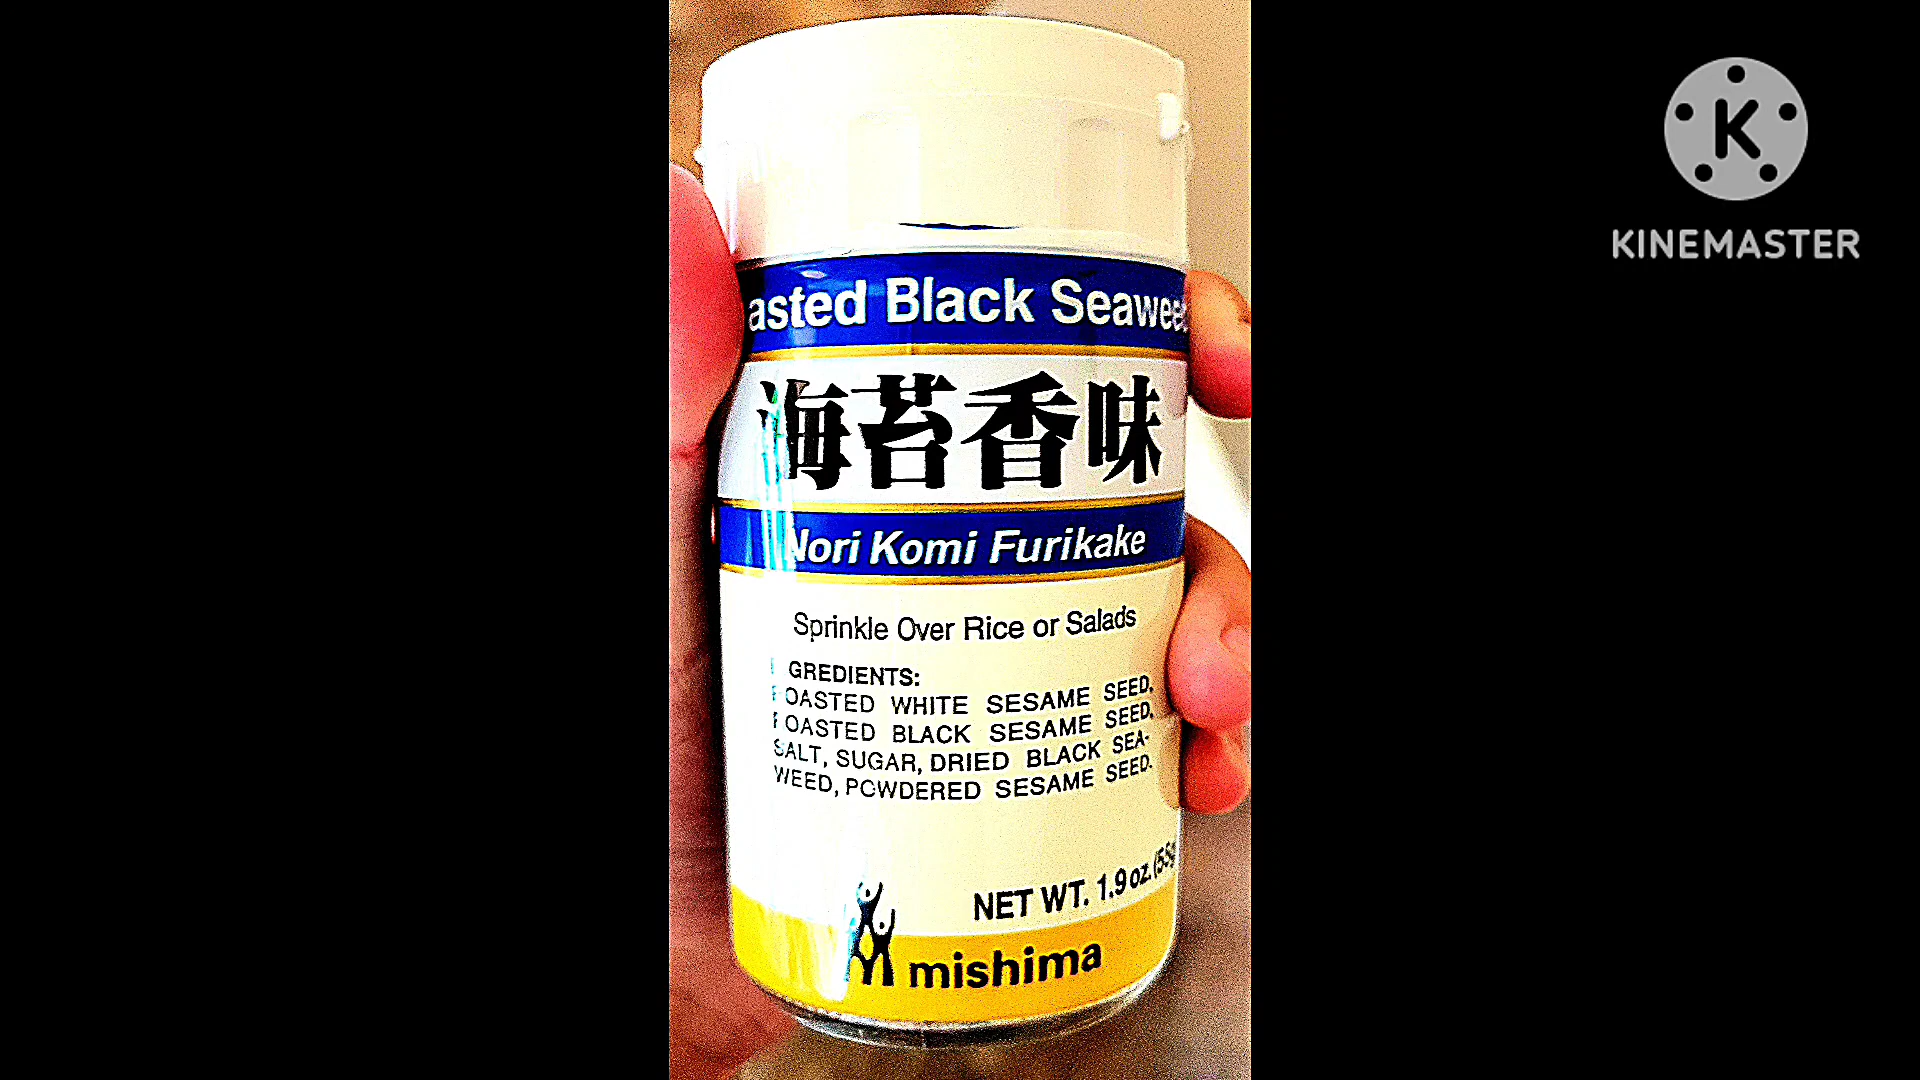 asted Black Seawee
海苔香味
Nori Komi Furikake
Sprinkle Over Rice or Salads
GREDIENTS:
OASTED WHITE SESAME SEED,
ROASTED BLACK SESAME SEED,
SALT, SUGAR, DRIED BLACK SEA-
WEED, POWDERED SESAME SEED.
NET WT. 1.9 oz. (55g
mishima
K
KINEMASTER